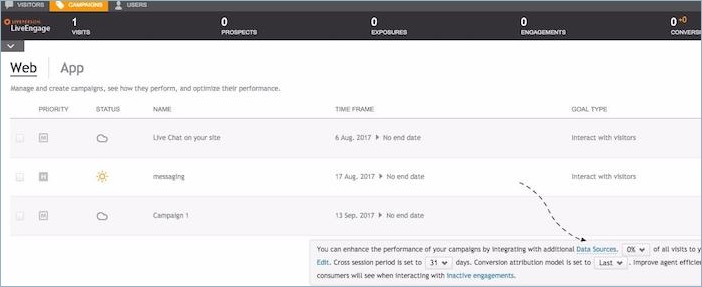 VISITORS CAMPAIGNS USERS
LIVEPERSON
LiveEngage
1 0 0 0 0 +0
VISITS PROSPECTS EXPOSURES ENGAGEMENTS CONVERSI
Web App
Manage and create campaigns, see how they perform, and optimize their performance.
PRIORITY STATUS NAME TIME FRAME GOAL TYPE
M Live Chat on your site 6 Aug. 2017 ▶ No end date Interact with visitors
H messaging 17 Aug. 2017 ▶ No end date Interact with visitors
M Campaign 1 13 Sep. 2017 ▶ No end date
You can enhance the performance of your campaigns by integrating with additional Data Sources. 0% of all visits to y
Edit. Cross session period is set to 31 days. Conversion attribution model is set to Last . Improve agent efficien
consumers will see when interacting with inactive engagements.